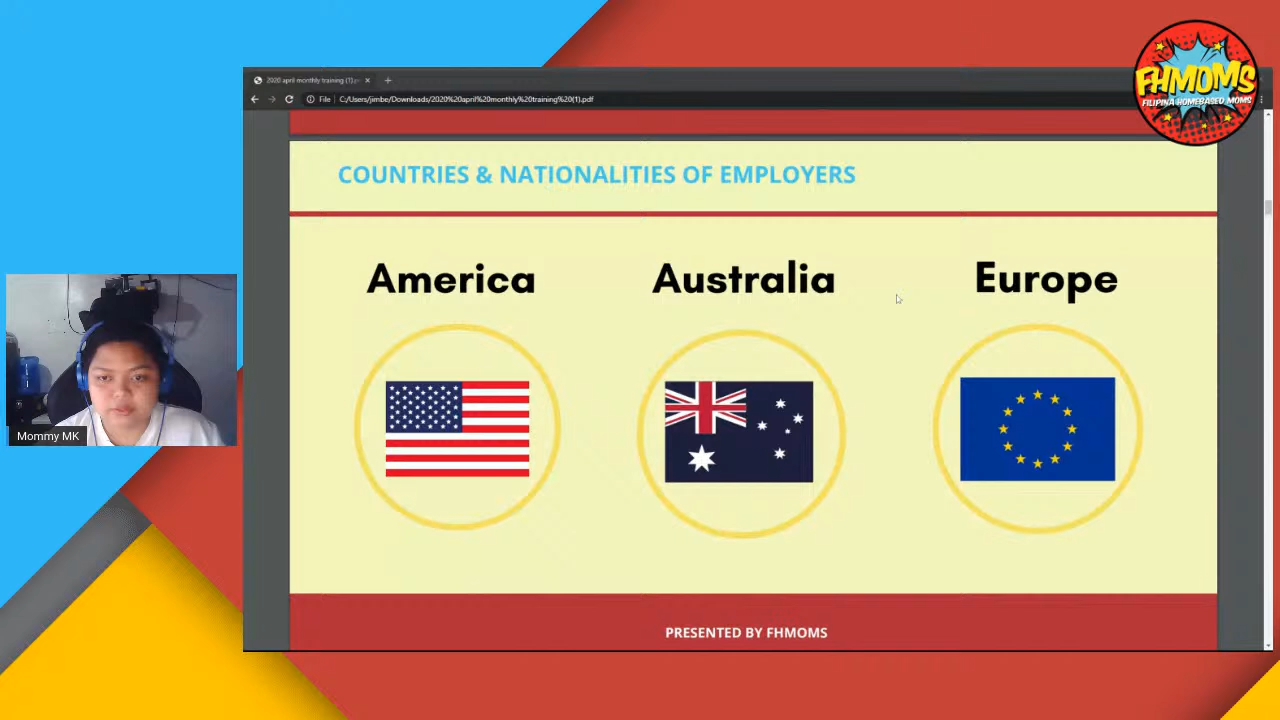 2020 april monthly training (1).p
File
C:/Users/jimbe/Downloads/2020%20april%20monthly%20training%20(1).pdf
FHMOMS
FILIPINA HOMEBASED MOMS
COUNTRIES & NATIONALITIES OF EMPLOYERS
America
Australia
Europe
Mommy MK
PRESENTED BY FHMOMS